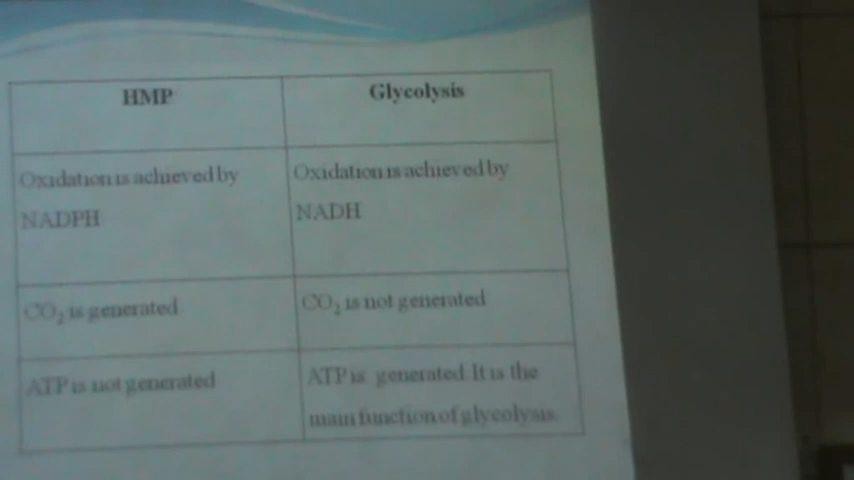 HMP
Glycolysis
Oxidation is achieved by
NADPH
Oxidation is achieved by
NADH
CO₂ is generated
CO₂ is not generated
ATP is not generated
ATP is generated. It is the
main function of glycolysis.